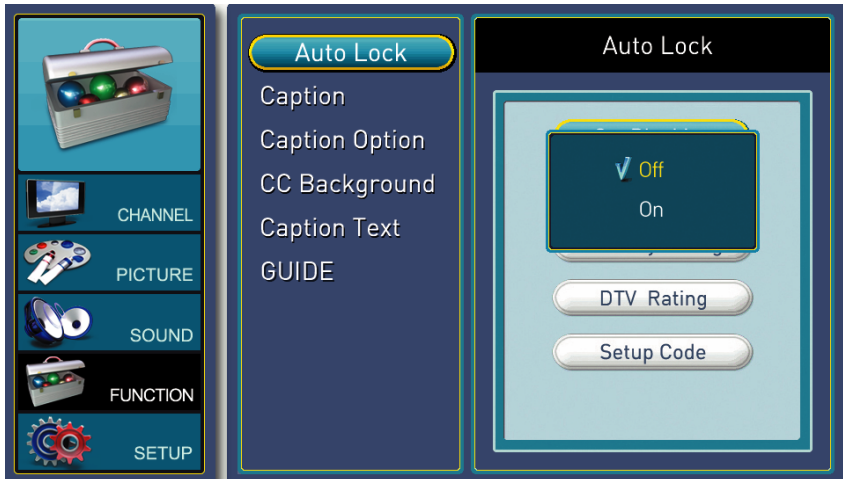 CHANNEL
PICTURE
SOUND
FUNCTION
SETUP
Auto Lock
Caption
Caption Option
CC Background
Caption Text
GUIDE
Auto Lock
Off
On
DTV Rating
Setup Code